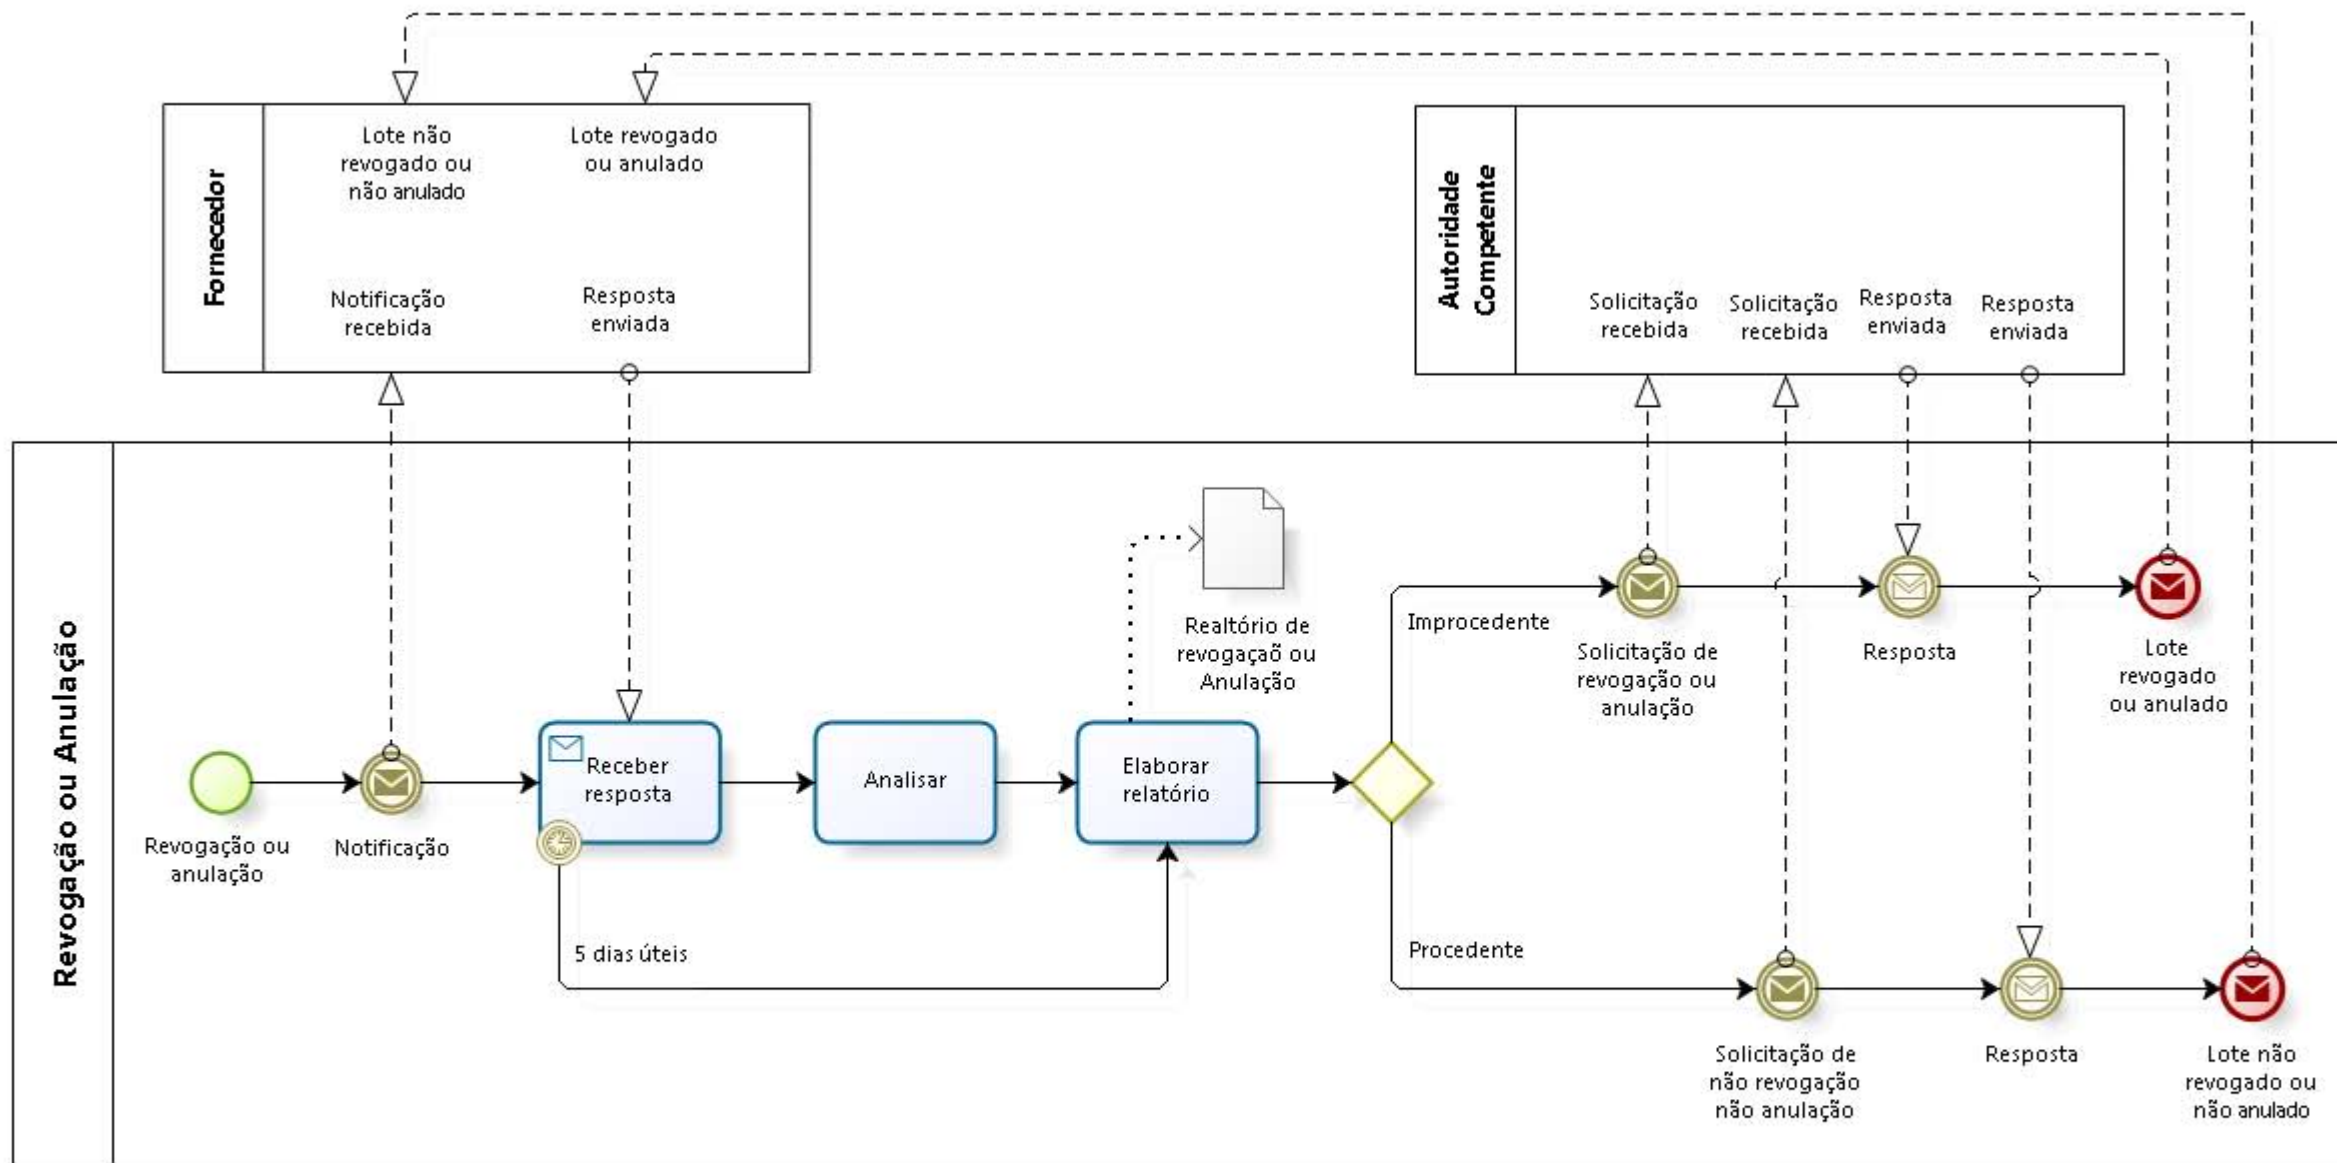 Fornecedor
Lote não
revogado ou
não anulado
Lote revogado
ou anulado
Notificação
recebida
Resposta
enviada
Autoridade
Competente
Solicitação
recebida
Solicitação
recebida
Resposta
enviada
Resposta
enviada
Revogação ou Anulação
Revogação ou
anulação
Notificação
Receber
resposta
5 dias úteis
Analisar
Elaborar
relatório
Realtório de
revogaçaõ ou
Anulação
Improcedente
Solicitação de
revogação ou
anulação
Resposta
Lote
revogado
ou anulado
Procedente
Solicitação de
não revogação
não anulação
Resposta
Lote não
revogado ou
não anulado